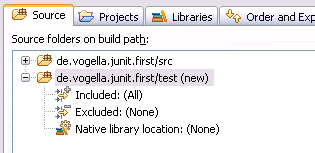 Source Projects Libraries Order and Exp
Source folders on build path:
de.vogella.junit.first/src
de.vogella.junit.first/test (new)
Included: (All)
Excluded: (None)
Native library location: (None)